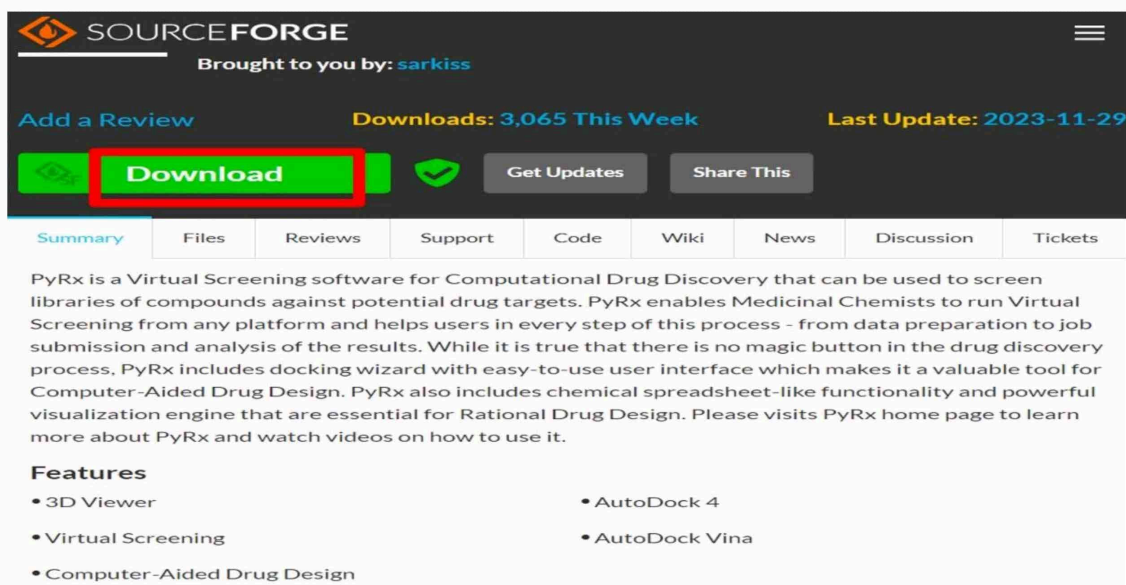 SOURCEFORGE
Brought to you by: sarkiss
Add a Review Downloads: 3,065 This Week Last Update: 2023-11-29
Download Get Updates Share This
Summary Files Reviews Support Code Wiki News Discussion Tickets
PyRx is a Virtual Screening software for Computational Drug Discovery that can be used to screen
libraries of compounds against potential drug targets. PyRx enables Medicinal Chemists to run Virtual
Screening from any platform and helps users in every step of this process - from data preparation to job
submission and analysis of the results. While it is true that there is no magic button in the drug discovery
process, PyRx includes docking wizard with easy-to-use user interface which makes it a valuable tool for
Computer-Aided Drug Design. PyRx also includes chemical spreadsheet-like functionality and powerful
visualization engine that are essential for Rational Drug Design. Please visits PyRx home page to learn
more about PyRx and watch videos on how to use it.
Features
• 3D Viewer • AutoDock 4
• Virtual Screening • AutoDock Vina
• Computer-Aided Drug Design